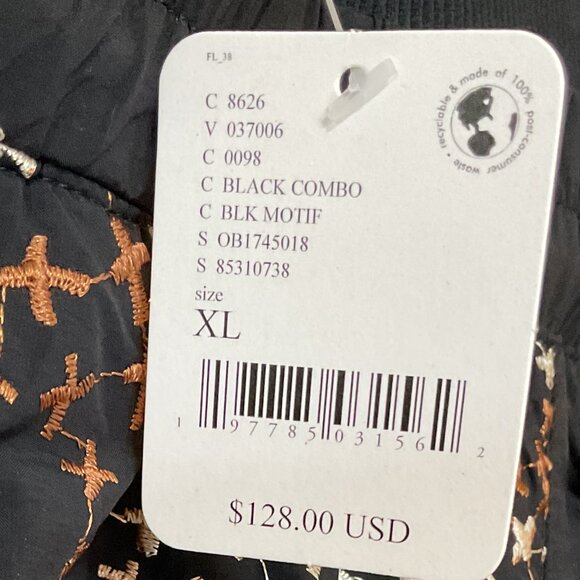 FL_38
recyclable & made of 100% post-consumer waste •
C 8626
V 037006
C 0098
C BLACK COMBO
C BLK MOTIF
S OB1745018
S 85310738
size
XL
1 97785 03156 2
$128.00 USD